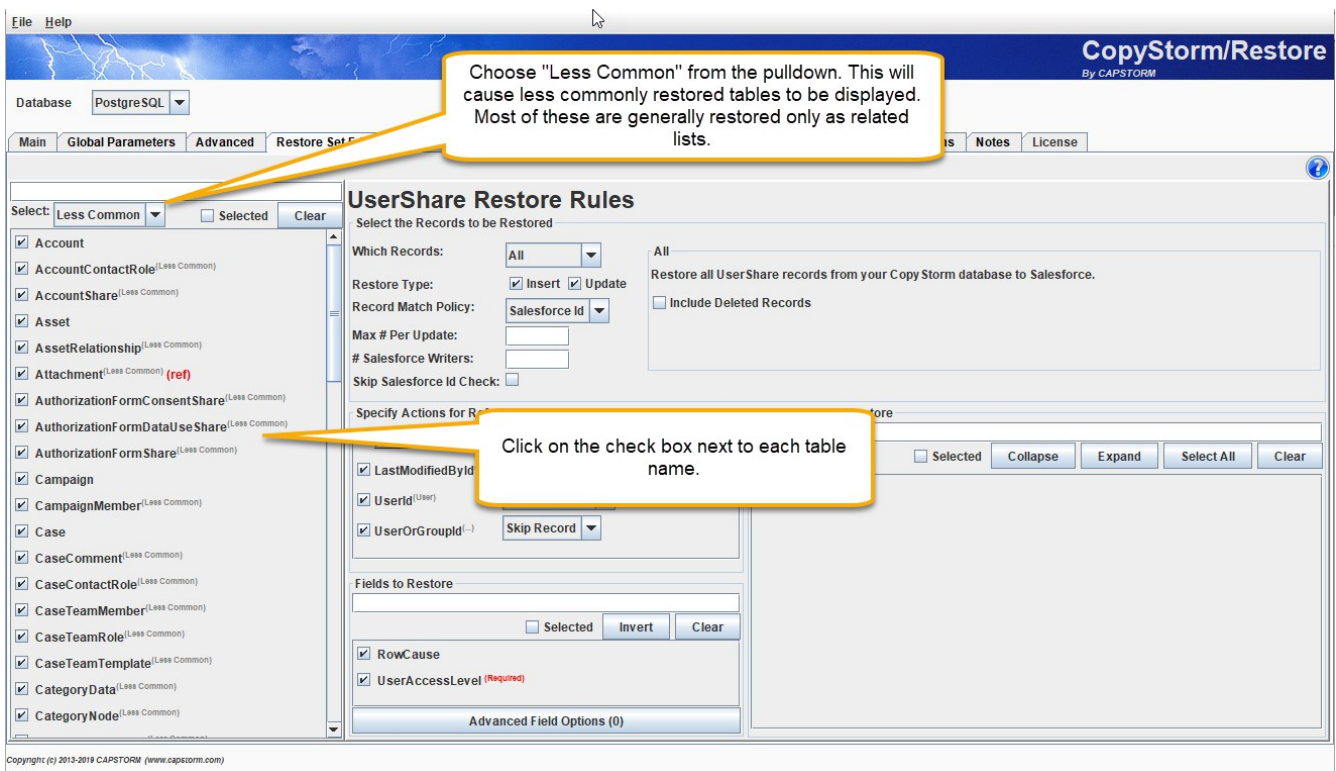 File Help
CopyStorm/Restore
By CAPSTORM
Choose "Less Common" from the pulldown. This will
cause less commonly restored tables to be displayed.
Most of these are generally restored only as related
lists.
Database PostgreSQL
Main Global Parameters Advanced Restore Set Notes License
Select: Less Common Selected Clear
Account
AccountContactRole (Less Common)
AccountShare (Less Common)
Asset
AssetRelationship (Less Common)
Attachment (Less Common) (ref)
AuthorizationFormConsentShare (Less Common)
AuthorizationFormDataUseShare (Less Common)
AuthorizationFormShare (Less Common)
Campaign
CampaignMember (Less Common)
Case
CaseComment (Less Common)
CaseContactRole (Less Common)
CaseTeamMember (Less Common)
CaseTeamRole (Less Common)
CaseTeamTemplate (Less Common)
CategoryData (Less Common)
CategoryNode (Less Common)
UserShare Restore Rules
Select the Records to be Restored
Which Records: All
Restore Type: Insert Update
Record Match Policy: Salesforce Id
Max # Per Update:
# Salesforce Writers:
Skip Salesforce Id Check:
All
Restore all UserShare records from your CopyStorm database to Salesforce.
Include Deleted Records
Specify Actions for
Click on the check box next to each table
name.
LastModifiedById
UserId (User)
UserOrGroupId (...) Skip Record
Selected Collapse Expand Select All Clear
Fields to Restore
Selected Invert Clear
RowCause
UserAccessLevel (Required)
Advanced Field Options (0)
Copyright (c) 2013-2019 CAPSTORM (www.capstorm.com)